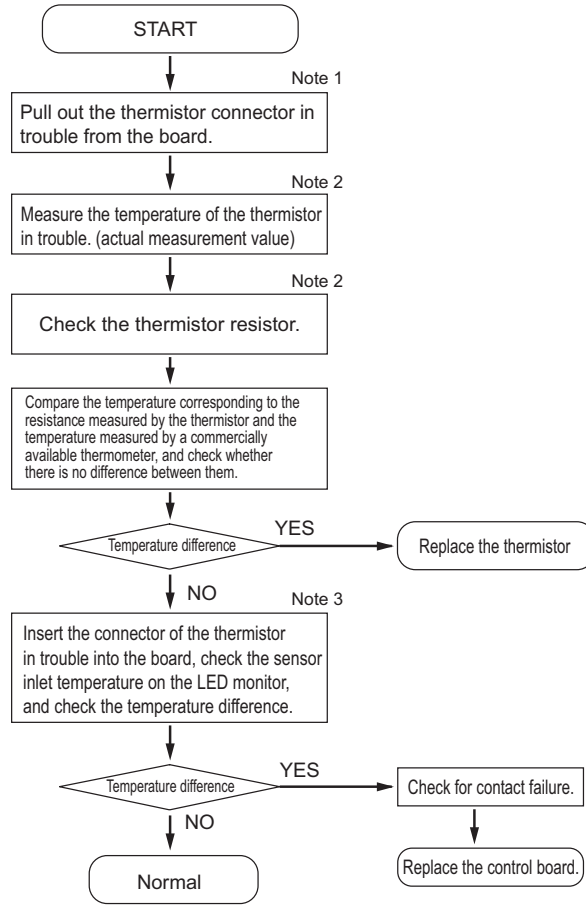 START
Note 1
Pull out the thermistor connector in
trouble from the board.
Note 2
Measure the temperature of the thermistor
in trouble. (actual measurement value)
Note 2
Check the thermistor resistor.
Compare the temperature corresponding to the
resistance measured by the thermistor and the
temperature measured by a commercially
available thermometer, and check whether
there is no difference between them.
Temperature difference
YES
Replace the thermistor
NO
Note 3
Insert the connector of the thermistor
in trouble into the board, check the sensor
inlet temperature on the LED monitor,
and check the temperature difference.
Temperature difference
YES
Check for contact failure.
NO
Replace the control board.
Normal